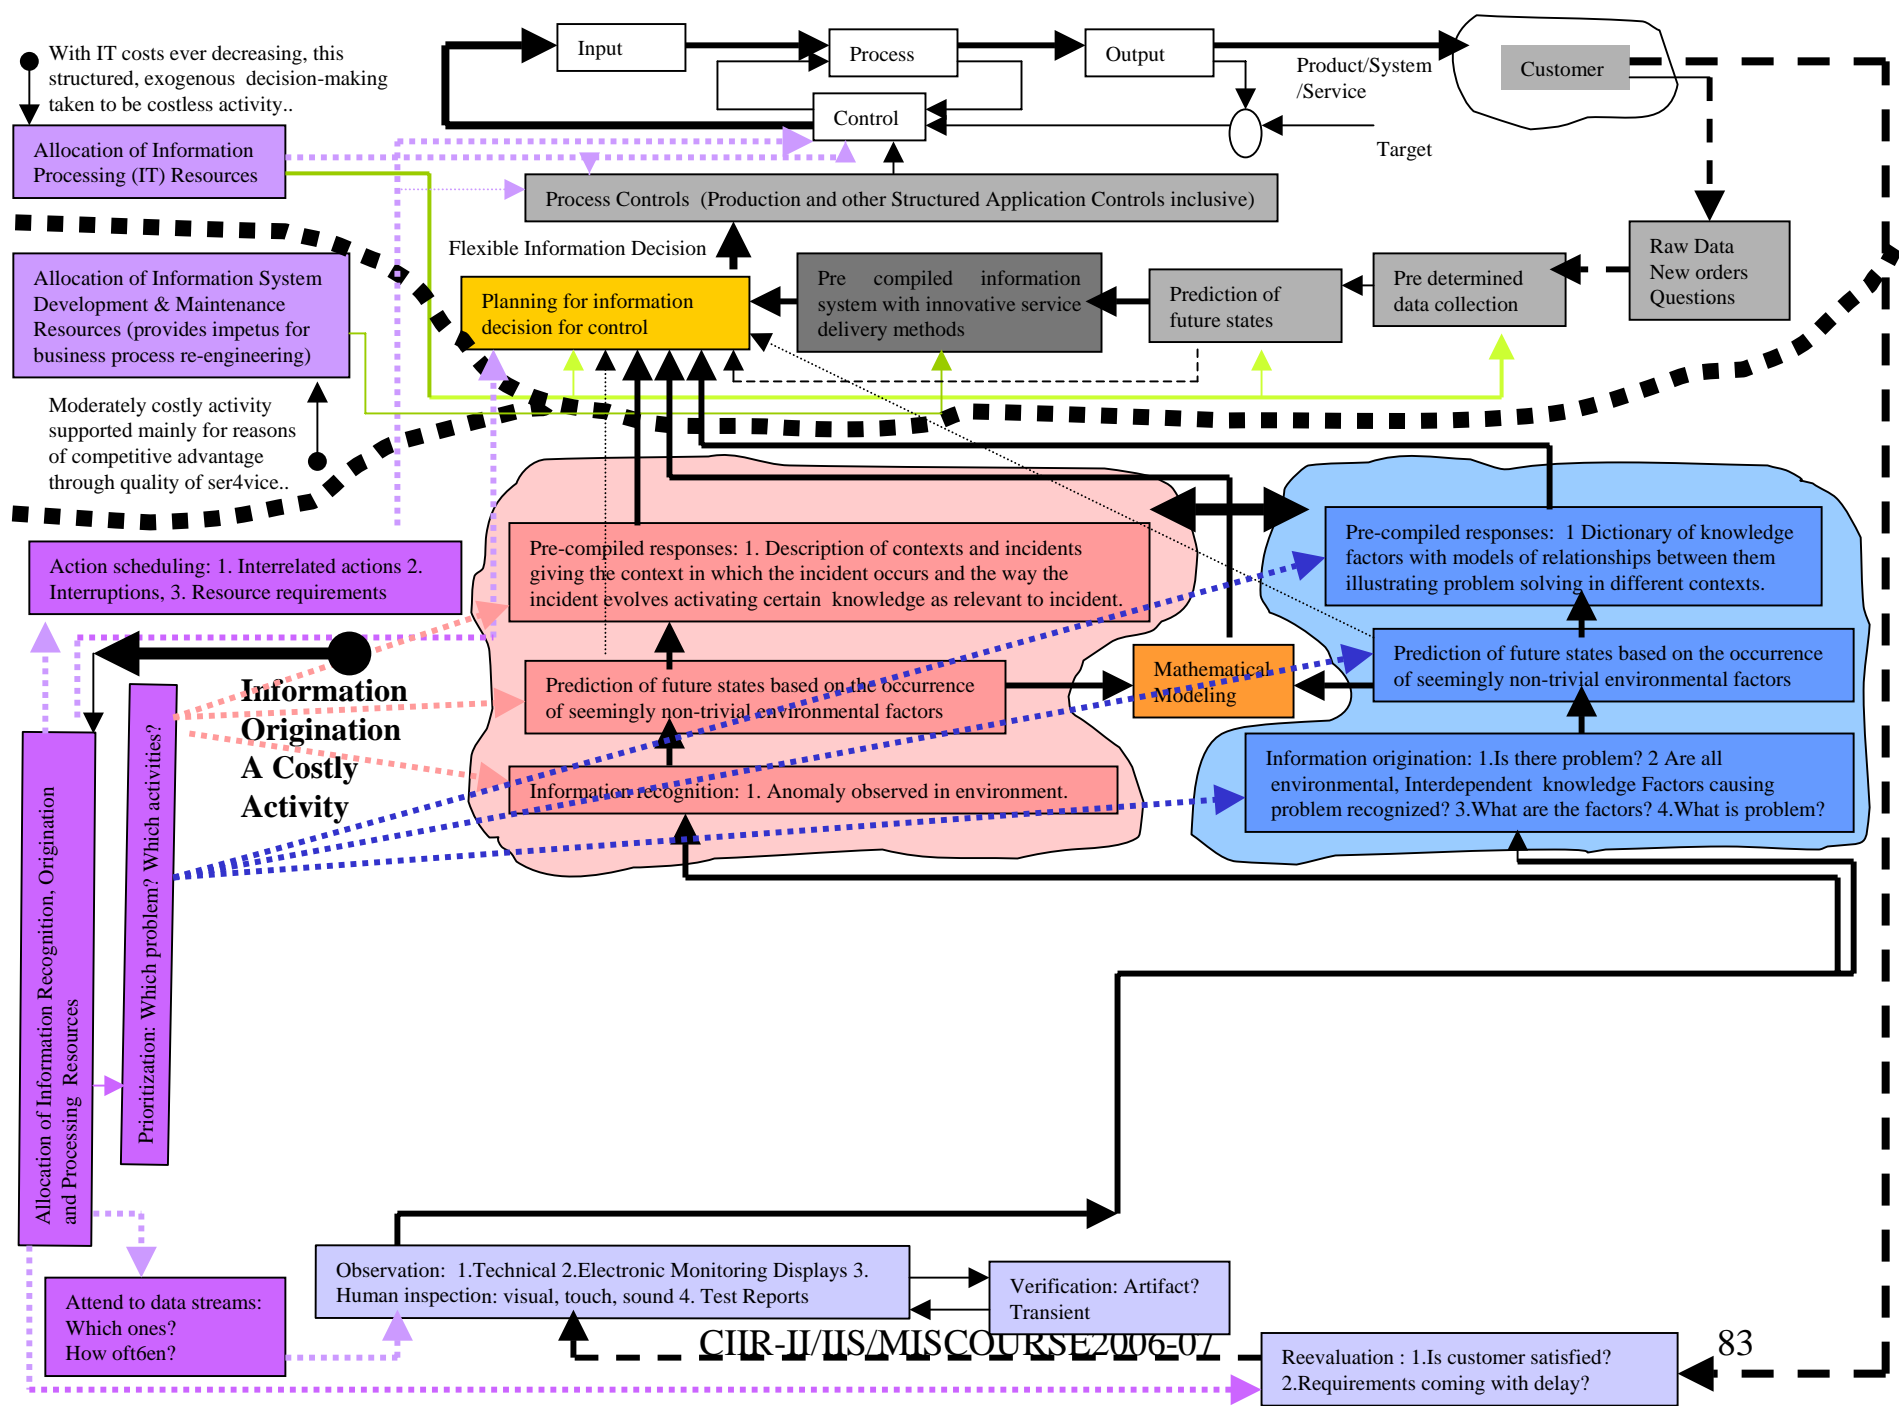 With IT costs ever decreasing, this
structured, exogenous decision-making
taken to be costless activity..
Input
Process
Output
Product/System
/Service
Customer
Control
Target
Allocation of Information
Processing (IT) Resources
Process Controls (Production and other Structured Application Controls inclusive)
Flexible Information Decision
Allocation of Information System
Development & Maintenance
Resources (provides impetus for
business process re-engineering)
Planning for information
decision for control
Pre compiled information
system with innovative service
delivery methods
Prediction of
future states
Pre determined
data collection
Raw Data
New orders
Questions
Moderately costly activity
supported mainly for reasons
of competitive advantage
through quality of ser4vice..
Action scheduling: 1. Interrelated actions 2.
Interruptions, 3. Resource requirements
Pre-compiled responses: 1. Description of contexts and incidents
giving the context in which the incident occurs and the way the
incident evolves activating certain knowledge as relevant to incident.
Pre-compiled responses: 1 Dictionary of knowledge
factors with models of relationships between them
illustrating problem solving in different contexts.
Information
Origination
A Costly
Activity
Prediction of future states based on the occurrence
of seemingly non-trivial environmental factors
Mathematical
Modeling
Prediction of future states based on the occurrence
of seemingly non-trivial environmental factors
Information recognition: 1. Anomaly observed in environment.
Information origination: 1.Is there problem? 2 Are all
environmental, Interdependent knowledge Factors causing
problem recognized? 3.What are the factors? 4.What is problem?
Allocation of Information Recognition, Origination
and Processing Resources
Prioritization: Which problem? Which activities?
Attend to data streams:
Which ones?
How oft6en?
Observation: 1.Technical 2.Electronic Monitoring Displays 3.
Human inspection: visual, touch, sound 4. Test Reports
Verification: Artifact?
Transient
CIIR-II/IIS/MISCOURSE2006-07
83
Reevaluation : 1.Is customer satisfied?
2.Requirements coming with delay?